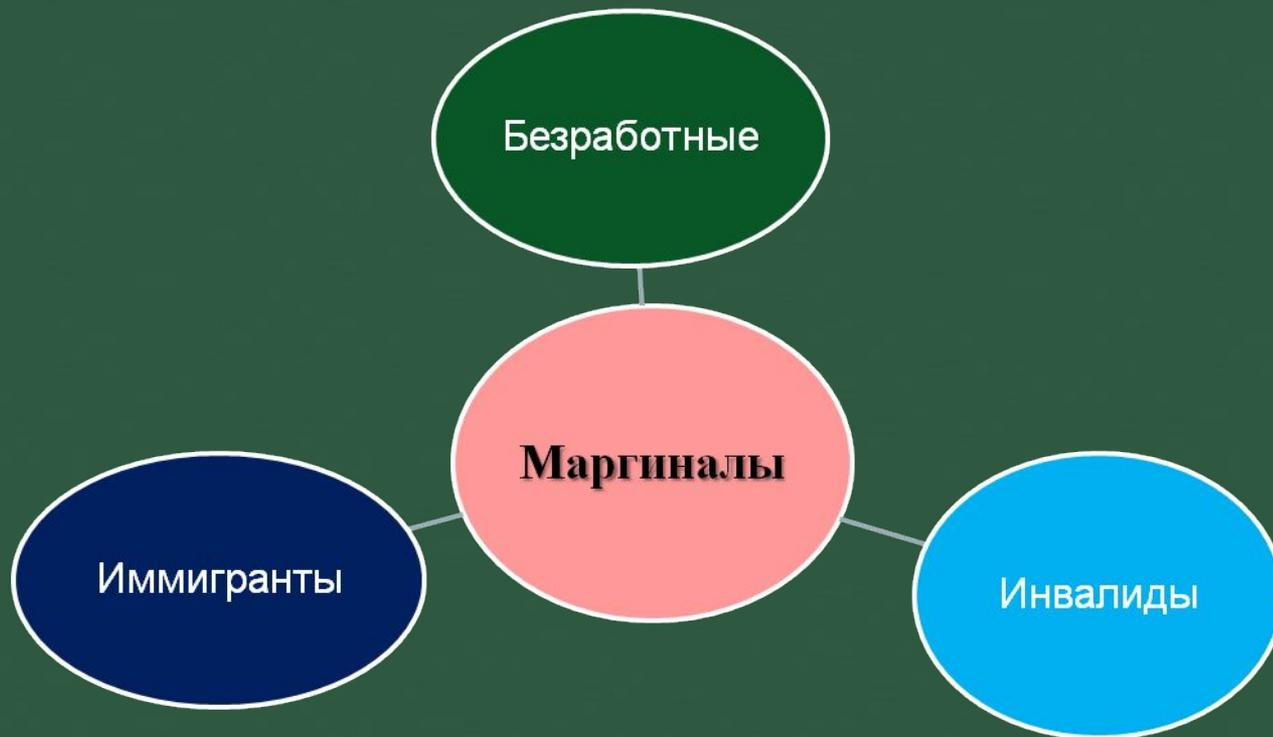 Безработные
Маргиналы
Иммигранты
Инвалиды